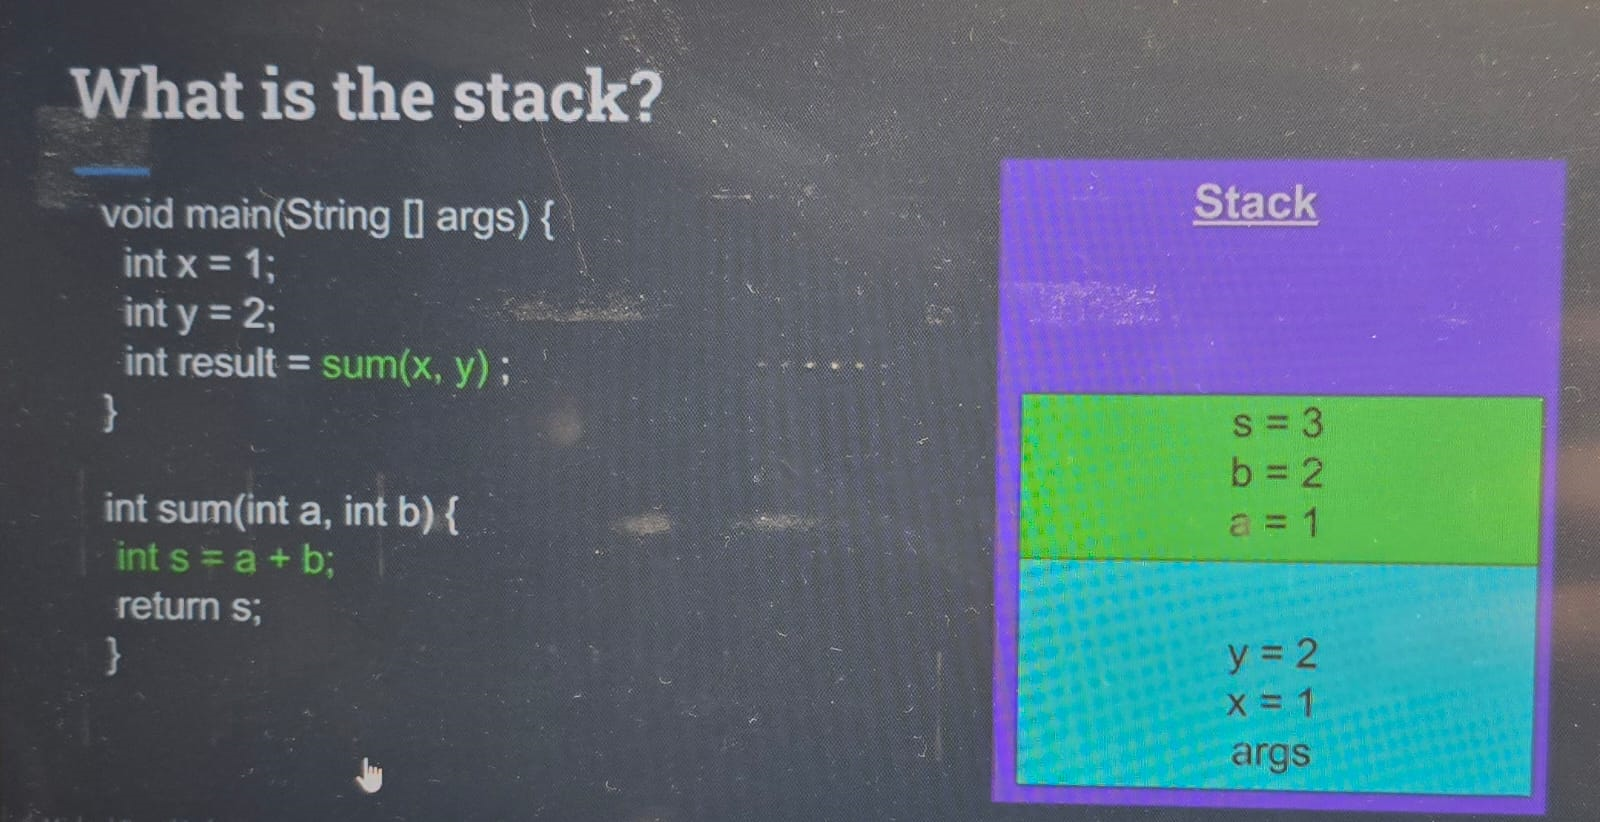 What is the stack?
void main(String [] args) {
int x = 1;
int y = 2;
int result = sum(x, y) ;
}
int sum(int a, int b) {
int s = a + b;
return s;
}
Stack
s = 3
b = 2
a = 1
y = 2
x = 1
args